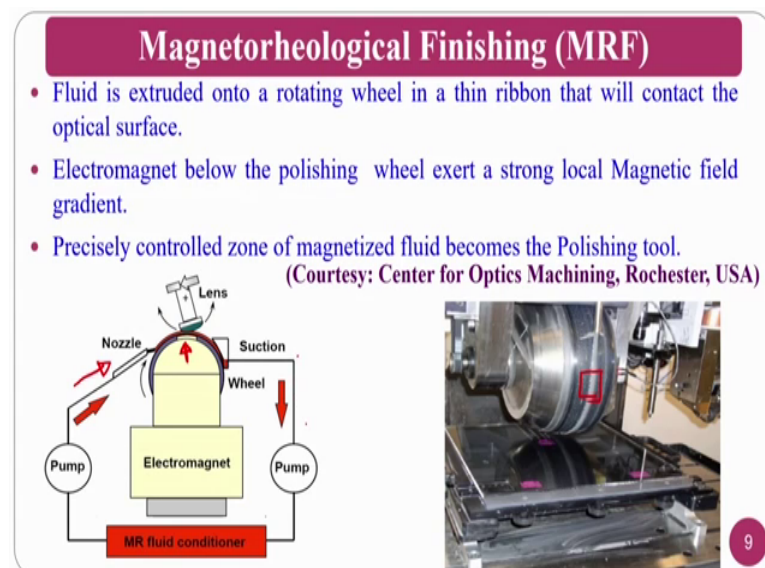 Magnetorheological Finishing (MRF)
• Fluid is extruded onto a rotating wheel in a thin ribbon that will contact the
optical surface.
• Electromagnet below the polishing wheel exert a strong local Magnetic field
gradient.
• Precisely controlled zone of magnetized fluid becomes the Polishing tool.
(Courtesy: Center for Optics Machining, Rochester, USA)
Lens
Nozzle
Suction
Wheel
Pump
Electromagnet
Pump
MR fluid conditioner
9